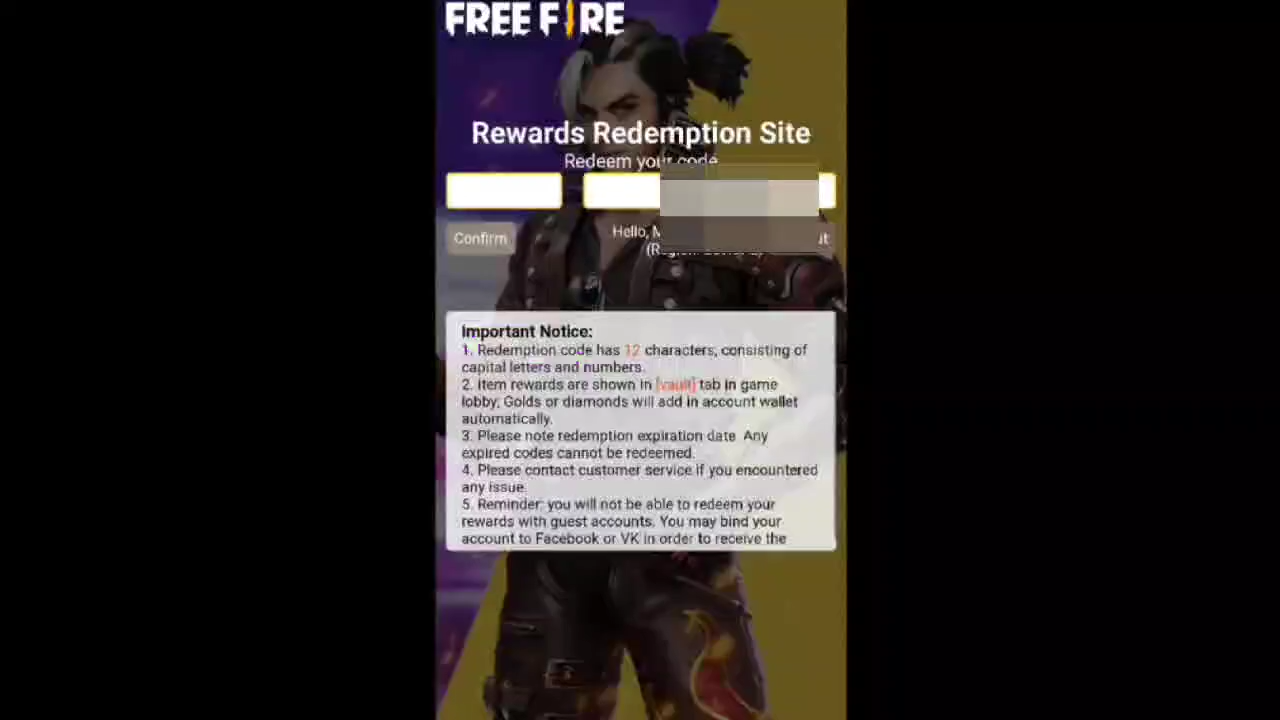 FREE FIRE
Rewards Redemption Site
Redeem your code
Confirm
Hello,
Important Notice:
1. Redemption code has 12 characters, consisting of
capital letters and numbers.
2. Item rewards are shown in [vault] tab in game
lobby; Golds or diamonds will add in account wallet
automatically.
3. Please note redemption expiration date. Any
expired codes cannot be redeemed.
4. Please contact customer service if you encountered
any issue.
5. Reminder: you will not be able to redeem your
rewards with guest accounts. You may bind your
account to Facebook or VK in order to receive the